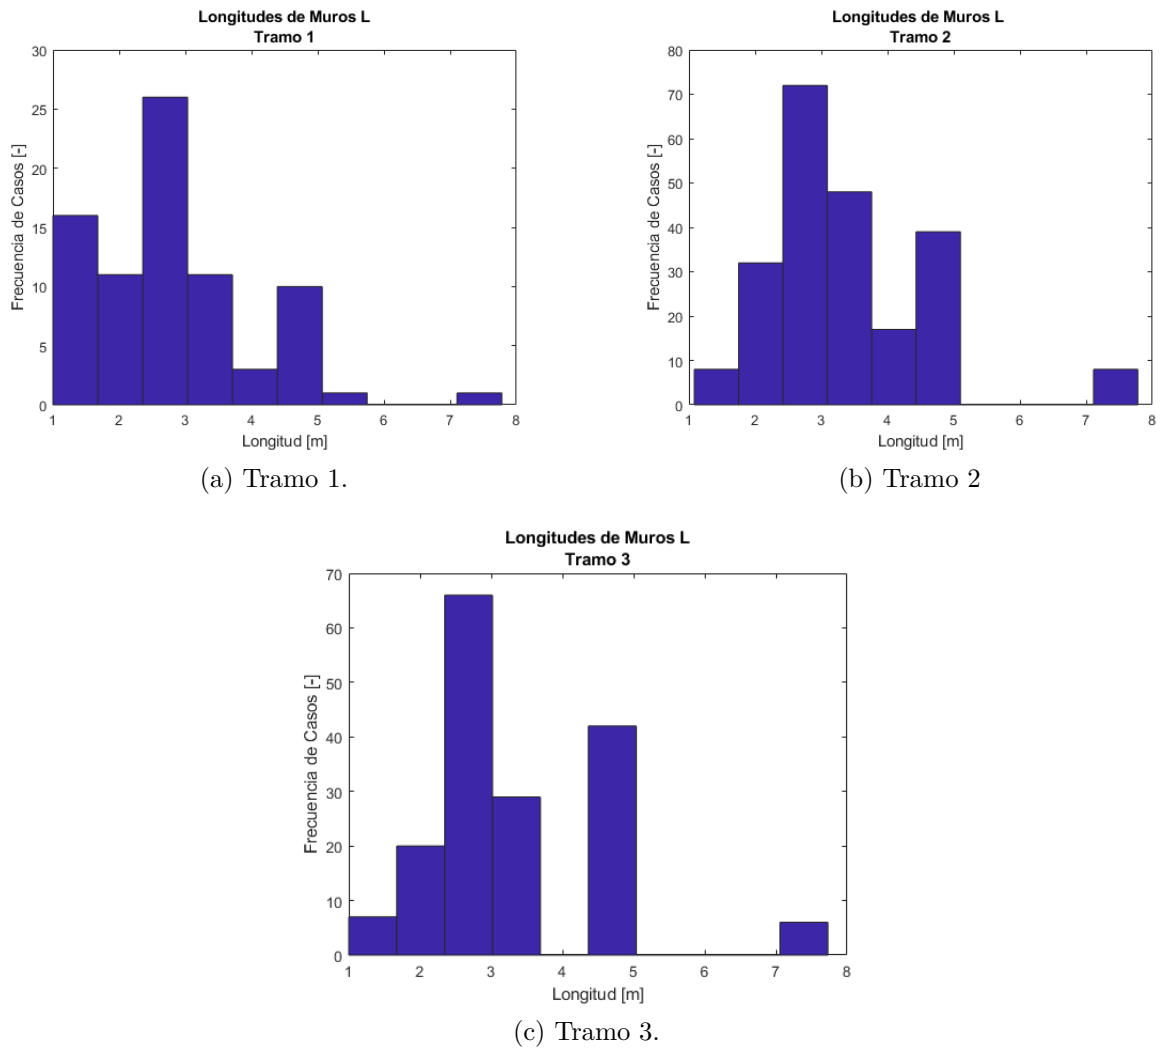 Longitudes de Muros L
Tramo 1
30
25
20
15
10
5
0
Frecuencia de Casos [-]
1 2 3 4 5 6 7 8
Longitud [m]
(a) Tramo 1.
Longitudes de Muros L
Tramo 2
80
70
60
50
40
30
20
10
0
Frecuencia de Casos [-]
1 2 3 4 5 6 7 8
Longitud [m]
(b) Tramo 2
Longitudes de Muros L
Tramo 3
70
60
50
40
30
20
10
0
Frecuencia de Casos [-]
1 2 3 4 5 6 7 8
Longitud [m]
(c) Tramo 3.